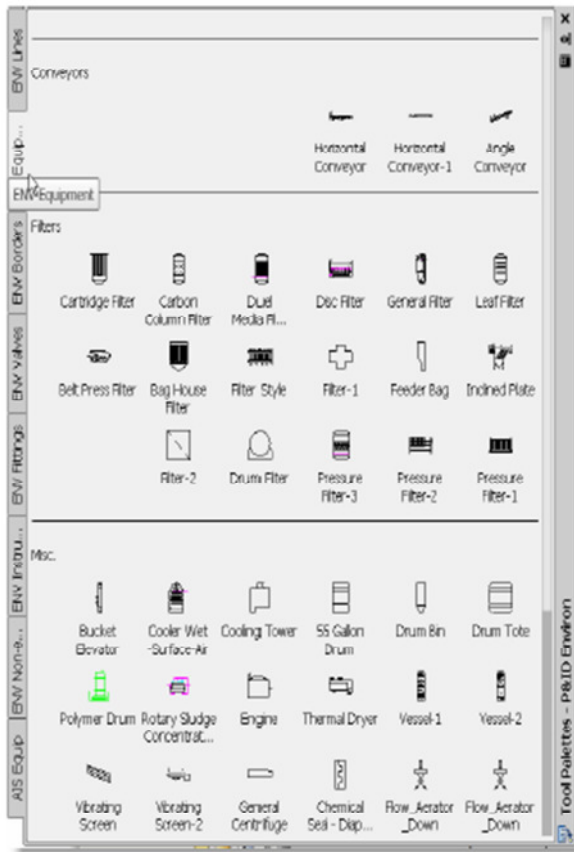 ENV Lines
Equip...
ENV-Equipment
ENV Borders
ENV Valves
ENV Fittings
ENV Instru...
ENV Non-e...
AIS Equip
Tool Palettes - P&ID Environ
Conveyors
Horizontal Conveyor
Horizontal Conveyor-1
Angle Conveyor
Filters
Cartridge Filter
Carbon Column Filter
Duel Media Fi...
Disc Filter
General Filter
Leaf Filter
Belt Press Filter
Bag House Filter
Filter Style
Filter-1
Feeder Bag
Inclined Plate
Filter-2
Drum Filter
Pressure Filter-3
Pressure Filter-2
Pressure Filter-1
Misc.
Bucket Elevator
Cooler Wet -Surface-Air
Cooling Tower
55 Gallon Drum
Drum Bin
Drum Tote
Polymer Drum
Rotary Sludge Concentrat...
Engine
Thermal Dryer
Vessel-1
Vessel-2
Vibrating Screen
Vibrating Screen-2
General Centrifuge
Chemical Seal - Diap...
Flow_Aerator _Down
Flow_Aerator _Down